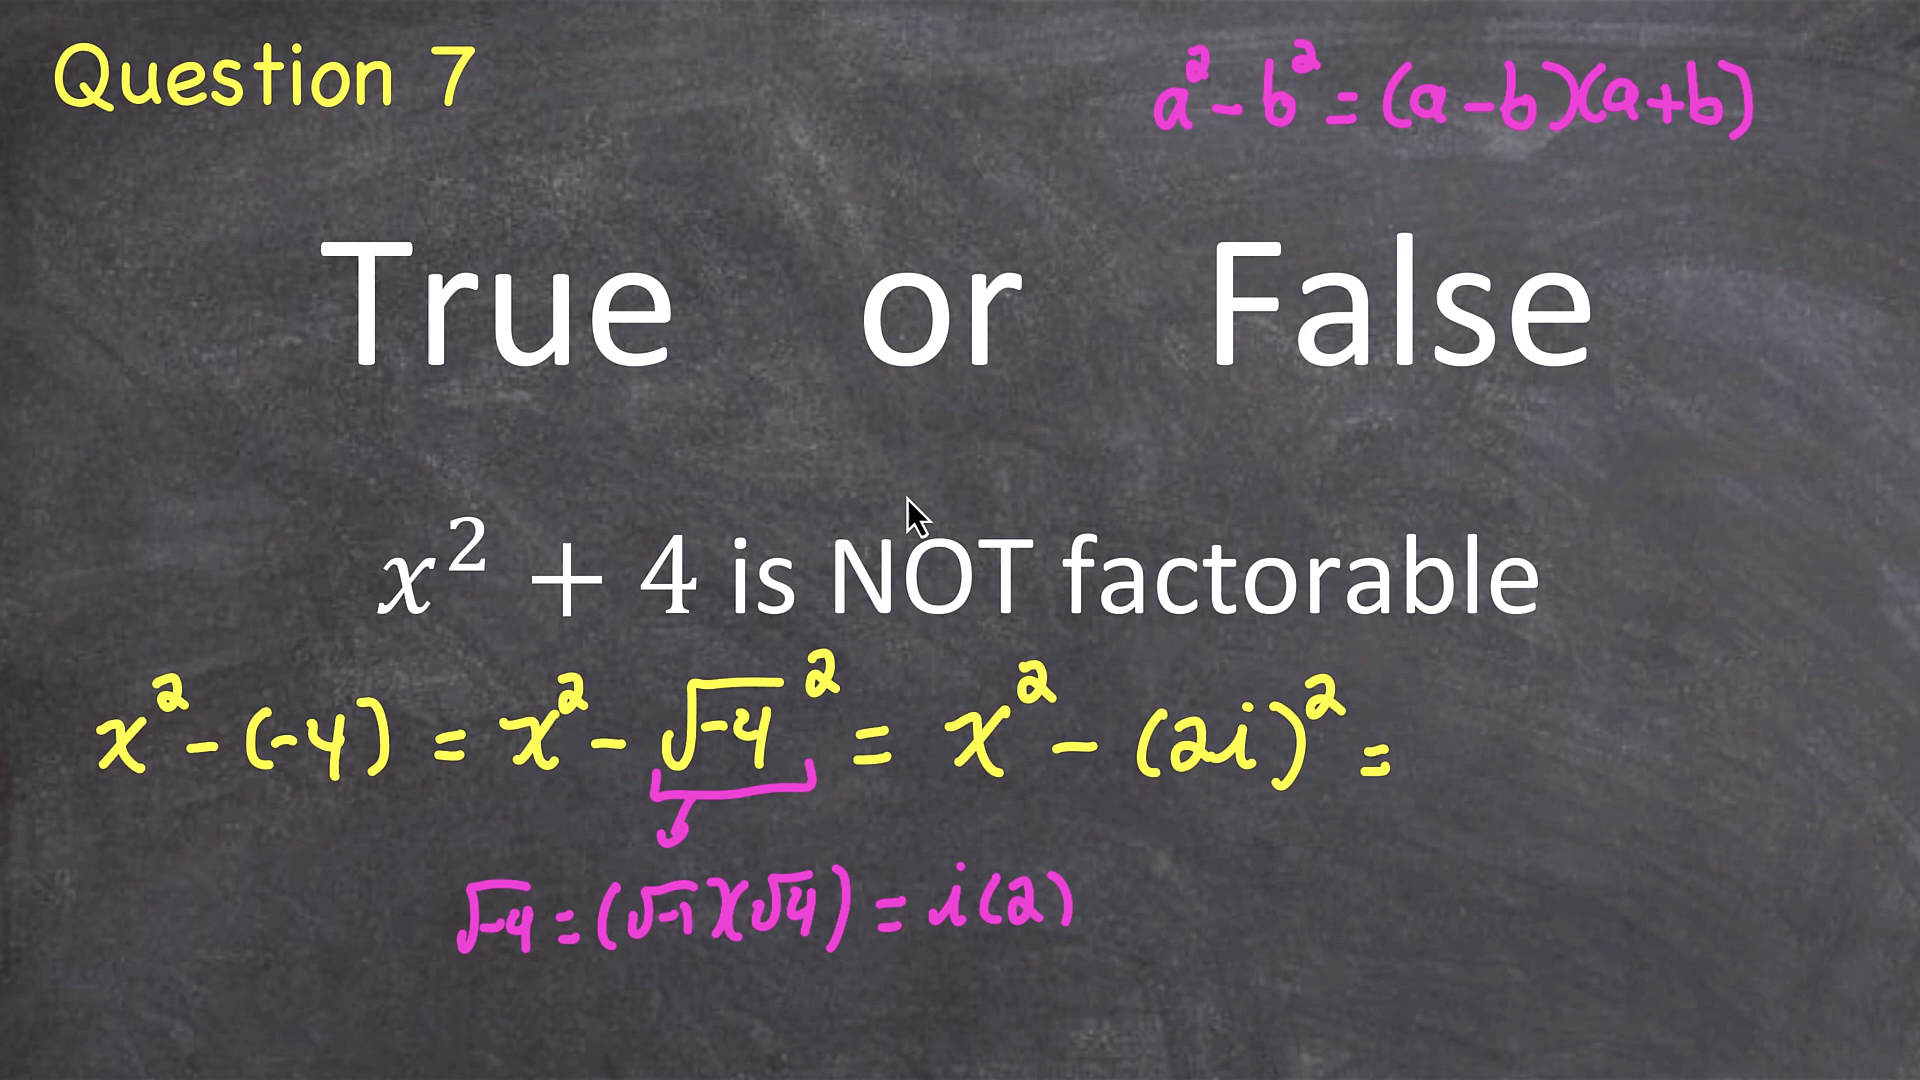 Question 7
a² - b² = (a - b)(a + b)
True or False
x² + 4 is NOT factorable
x² - (-4) = x² - √-4² = x² - (2i)² =
√-4 = (√-1)(√4) = i(2)